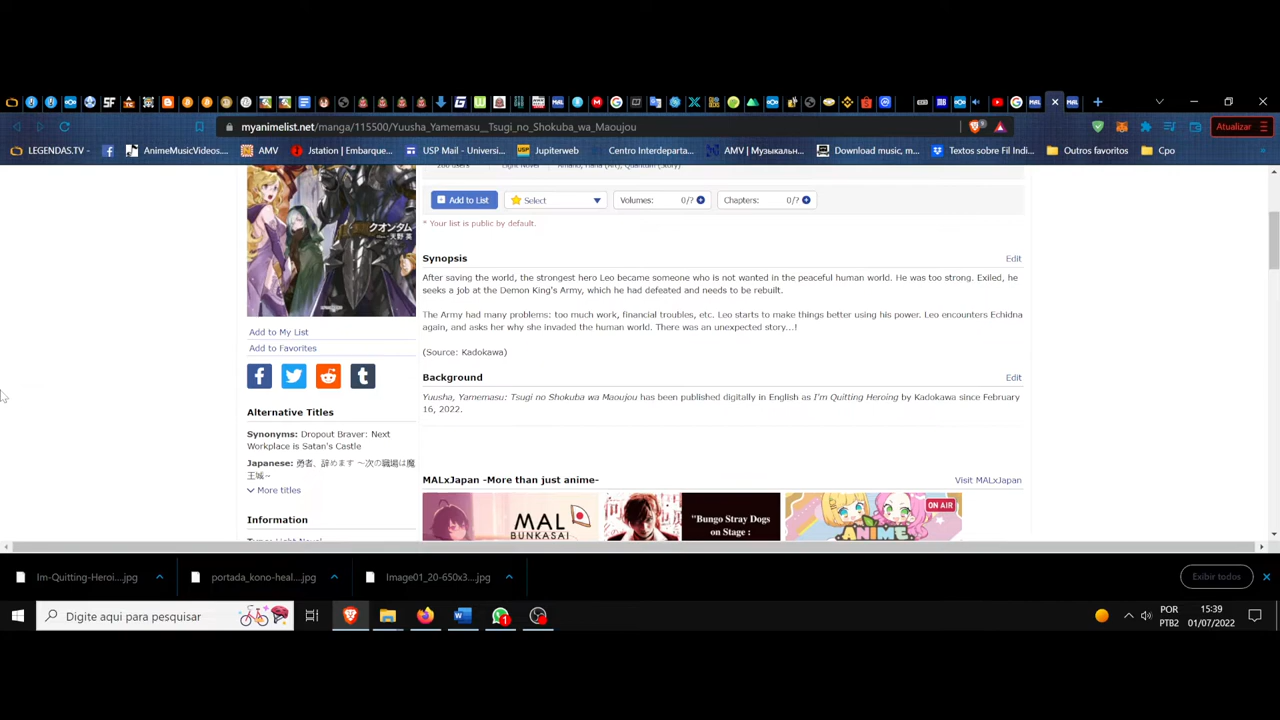 myanimelist.net/manga/115500/Yuusha_Yamemasu__Tsugi_no_Shokuba_wa_Maoujou
Atualizar
LEGENDAS.TV -
AnimeMusicVideos...
AMV
Jstation | Embarque...
USP Mail - Universi...
Jupiterweb
Centro Interdeparta...
AMV | Музыкальн...
Download music, m...
Textos sobre Fil Indi...
Outros favoritos
Cpo
Add to List
Select
Volumes: 0/?
Chapters: 0/?
* Your list is public by default.
クオンタム
天野 英
Synopsis
Edit
After saving the world, the strongest hero Leo became someone who is not wanted in the peaceful human world. He was too strong. Exiled, he
seeks a job at the Demon King's Army, which he had defeated and needs to be rebuilt.
The Army had many problems: too much work, financial troubles, etc. Leo starts to make things better using his power. Leo encounters Echidna
again, and asks her why she invaded the human world. There was an unexpected story...!
(Source: Kadokawa)
Add to My List
Add to Favorites
Background
Edit
Yuusha, Yamemasu: Tsugi no Shokuba wa Maoujou has been published digitally in English as I'm Quitting Heroing by Kadokawa since February
16, 2022.
Alternative Titles
Synonyms: Dropout Braver: Next
Workplace is Satan's Castle
Japanese: 勇者、辞めます ～次の職場は魔
王城~
More titles
Information
MALxJapan -More than just anime-
Visit MALxJapan
MAL
BUNKASAI
"Bungo Stray Dogs
on Stage :
ON AIR
ANIME
Im-Quitting-Heroi....jpg
portada_kono-heal....jpg
Image01_20-650x3....jpg
Exibir todos
Digite aqui para pesquisar
POR
PTB2
15:39
01/07/2022